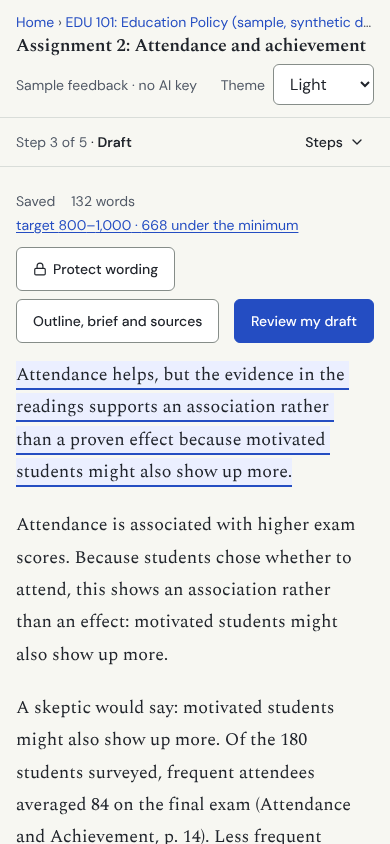 Home › EDU 101: Education Policy (sample, synthetic d…
Assignment 2: Attendance and achievement
Sample feedback · no AI key Theme Light
Step 3 of 5 · Draft Steps
Saved 132 words
target 800–1,000 · 668 under the minimum
Protect wording
Outline, brief and sources Review my draft
Attendance helps, but the evidence in the
readings supports an association rather
than a proven effect because motivated
students might also show up more.
Attendance is associated with higher exam
scores. Because students chose whether to
attend, this shows an association rather
than an effect: motivated students might
also show up more.
A skeptic would say: motivated students
might also show up more. Of the 180
students surveyed, frequent attendees
averaged 84 on the final exam (Attendance
and Achievement, p. 14). Less frequent